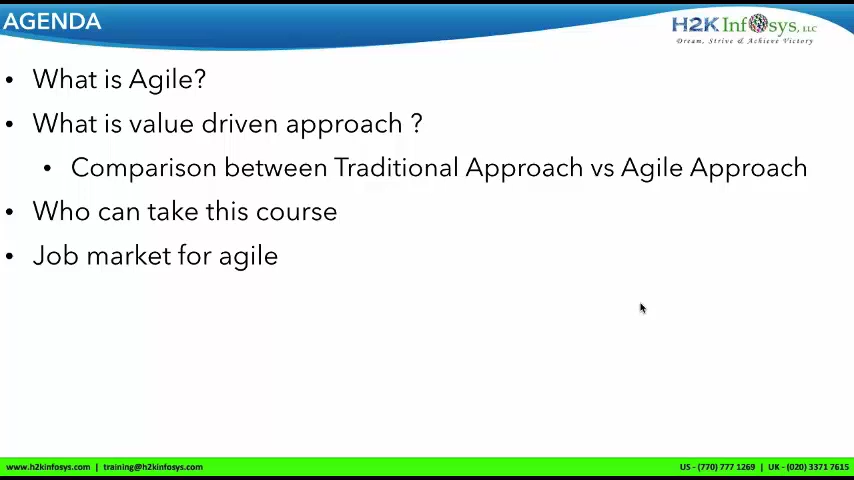 AGENDA
H2K Infosys, LLC
Dream, Strive & Achieve Victory
• What is Agile?
• What is value driven approach ?
• Comparison between Traditional Approach vs Agile Approach
• Who can take this course
• Job market for agile
www.h2kinfosys.com | training@h2kinfosys.com
US - (770) 777 1269 | UK - (020) 3371 7615